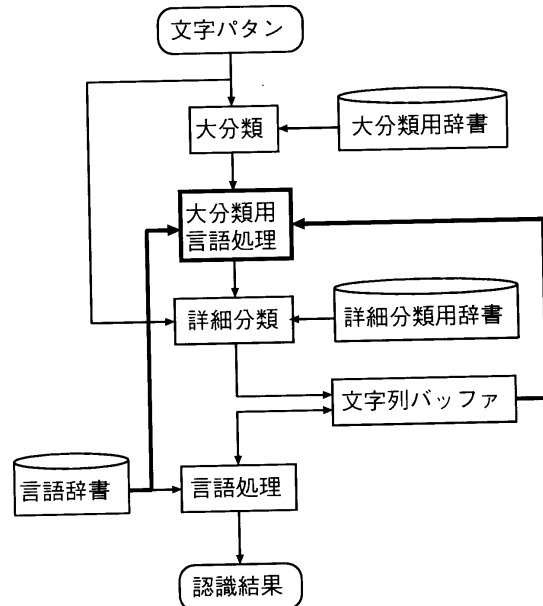 文字パタン
大分類
大分類用辞書
大分類用
言語処理
詳細分類
詳細分類用辞書
文字列バッファ
言語辞書
言語処理
認識結果